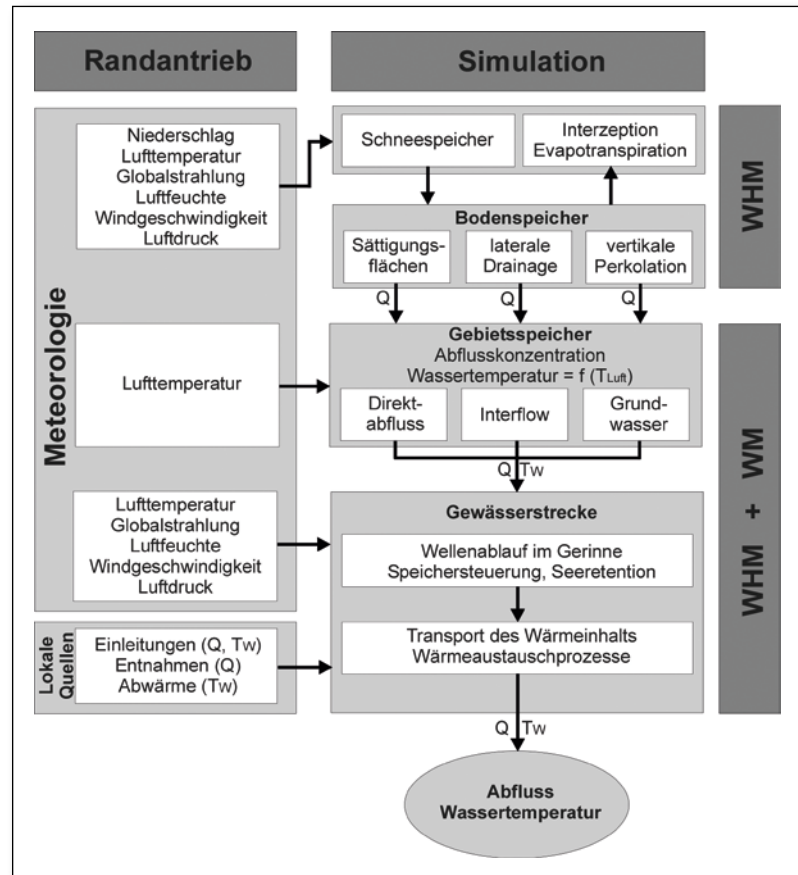 Randantrieb
Simulation
Meteorologie
Niederschlag
Lufttemperatur
Globalstrahlung
Luftfeuchte
Windgeschwindigkeit
Luftdruck
Schneespeicher
Interzeption
Evapotranspiration
WHM
Bodenspeicher
Sättigungs-
flächen
laterale
Drainage
vertikale
Perkolation
Q
Q
Q
Lufttemperatur
Gebietsspeicher
Abflusskonzentration
Wassertemperatur = f (TLuft)
Direkt-
abfluss
Interflow
Grund-
wasser
Q TW
WHM + WM
Lufttemperatur
Globalstrahlung
Luftfeuchte
Windgeschwindigkeit
Luftdruck
Gewässerstrecke
Wellenablauf im Gerinne
Speichersteuerung, Seeretention
Lokale
Quellen
Einleitungen (Q, TW)
Entnahmen (Q)
Abwärme (TW)
Transport des Wärmeinhalts
Wärmeaustauschprozesse
Q TW
Abfluss
Wassertemperatur